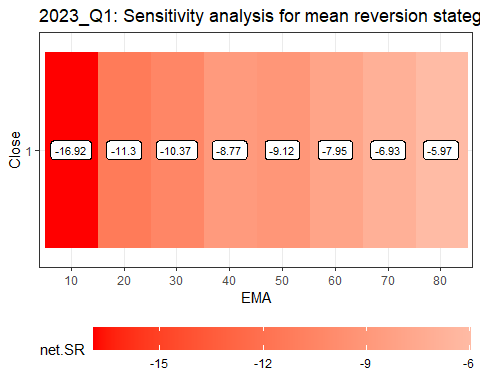 2023_Q1: Sensitivity analysis for mean reversion stateg
Close
1
-16.92 -11.3 -10.37 -8.77 -9.12 -7.95 -6.93 -5.97
10 20 30 40 50 60 70 80
EMA
net.SR
-15 -12 -9 -6